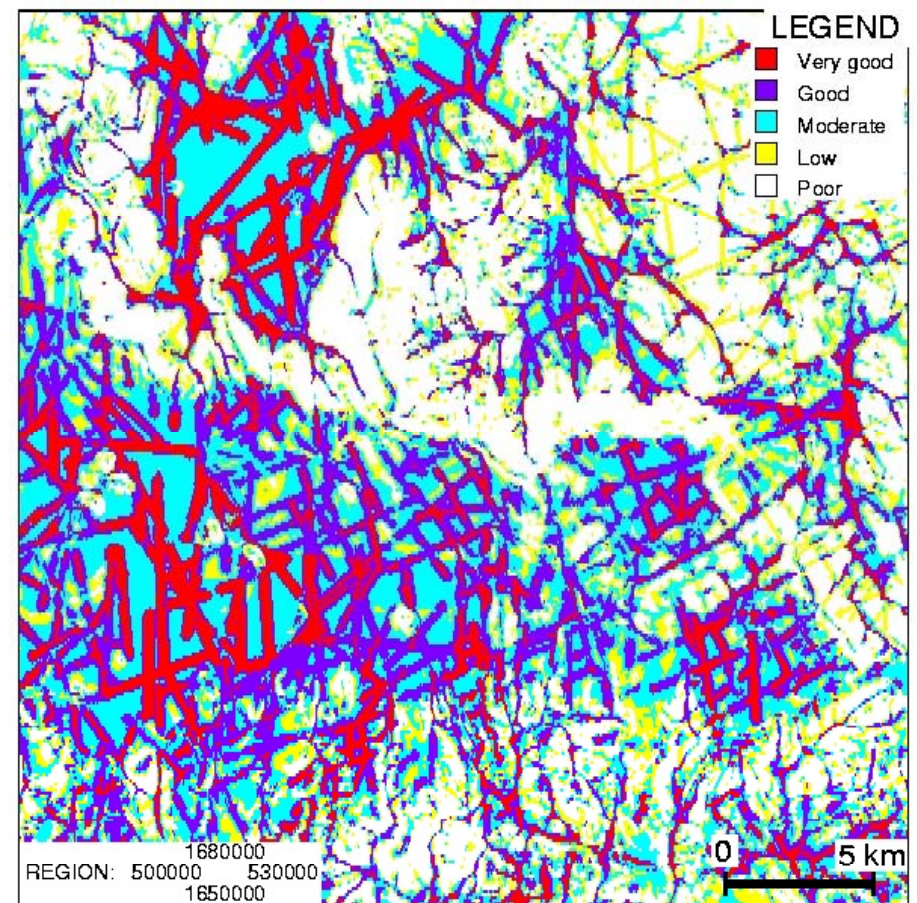 LEGEND
Very good
Good
Moderate
Low
Poor
0 5 km
1680000
REGION: 500000 530000
1650000